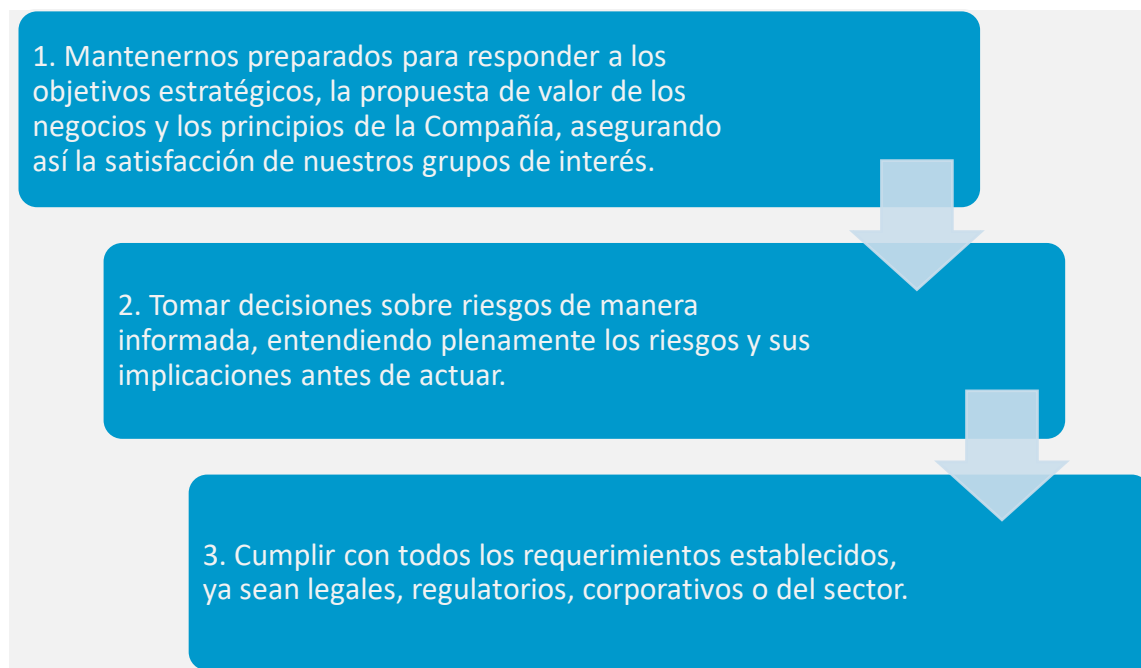 1. Mantenernos preparados para responder a los
objetivos estratégicos, la propuesta de valor de los
negocios y los principios de la Compañía, asegurando
así la satisfacción de nuestros grupos de interés.
2. Tomar decisiones sobre riesgos de manera
informada, entendiendo plenamente los riesgos y sus
implicaciones antes de actuar.
3. Cumplir con todos los requerimientos establecidos,
ya sean legales, regulatorios, corporativos o del sector.